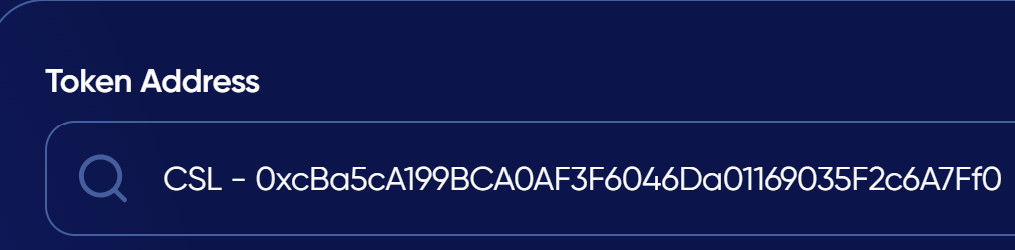 Token Address
CSL - 0xcBa5cA199BCA0AF3F6046Da01169035F2c6A7Ff0